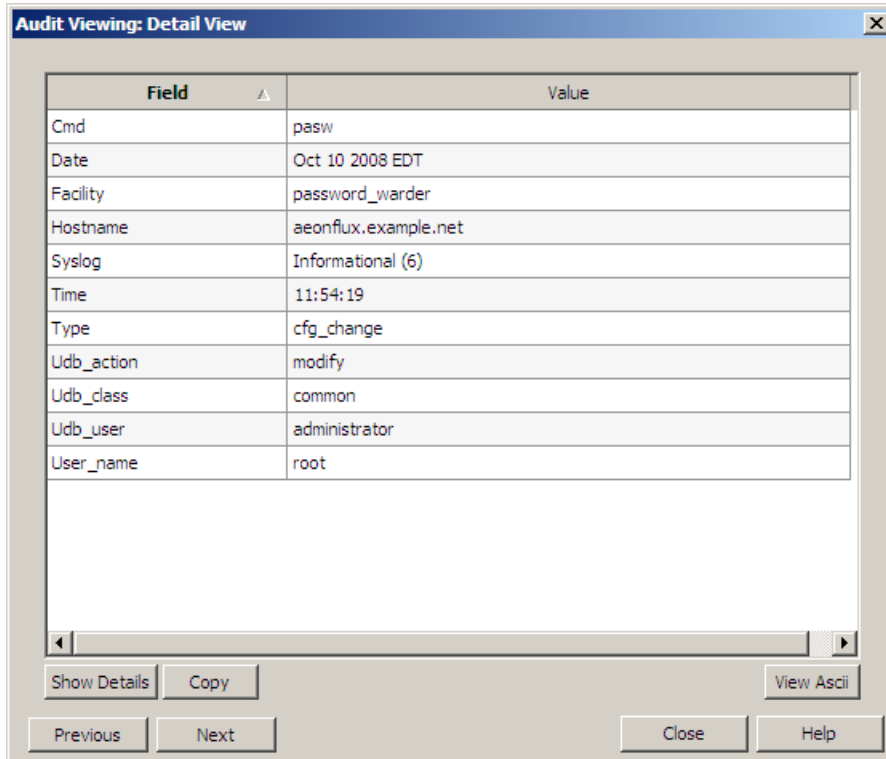 Audit Viewing: Detail View
Field Value
Cmd pasw
Date Oct 10 2008 EDT
Facility password_warder
Hostname aeonflux.example.net
Syslog Informational (6)
Time 11:54:19
Type cfg_change
Udb_action modify
Udb_class common
Udb_user administrator
User_name root
Show Details Copy View Ascii
Previous Next Close Help